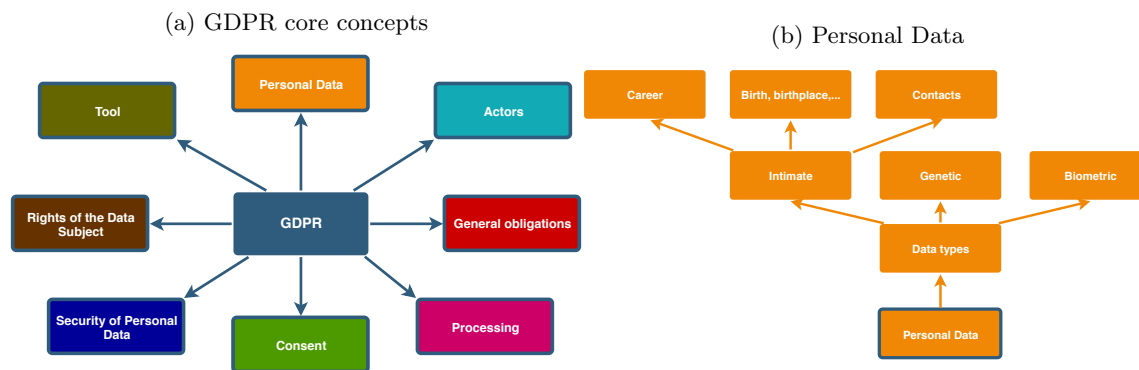 (a) GDPR core concepts
Personal Data
Tool
Actors
Rights of the Data
Subject
GDPR
General obligations
Security of Personal
Data
Consent
Processing
(b) Personal Data
Career
Birth, birthplace,...
Contacts
Intimate
Genetic
Biometric
Data types
Personal Data